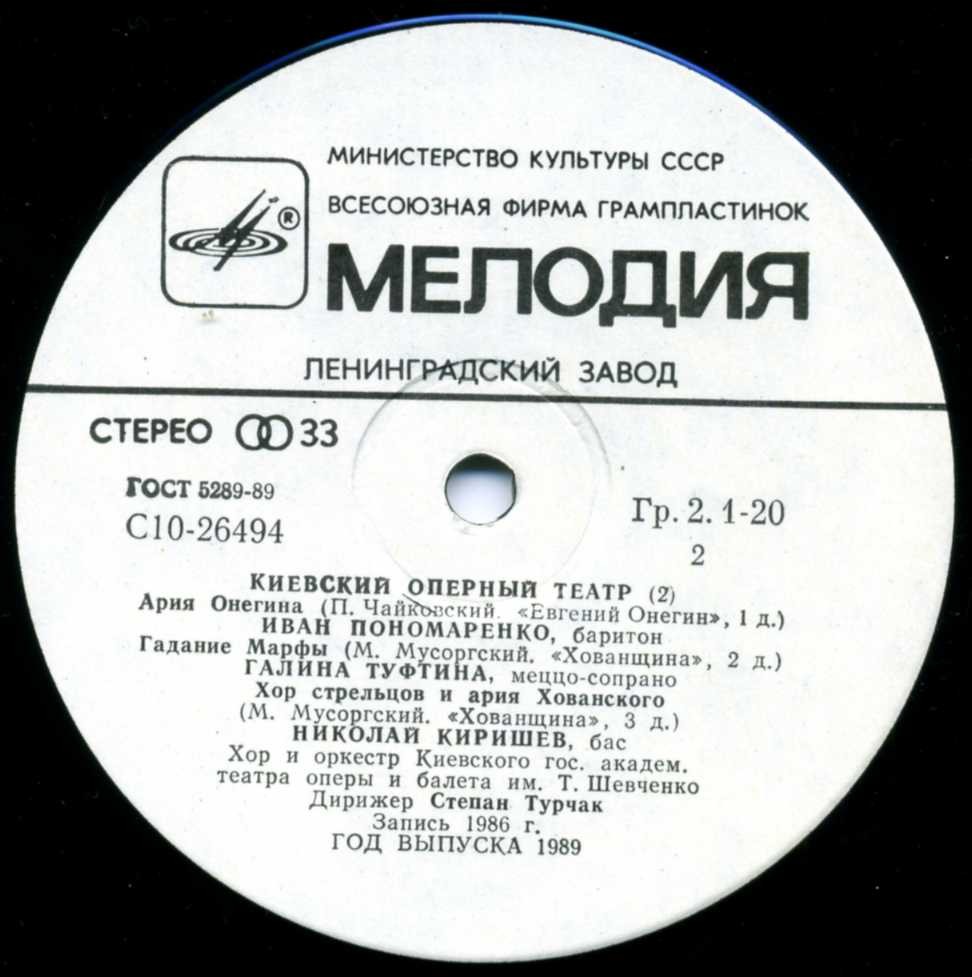 МИНИСТЕРСТВО КУЛЬТУРЫ СССР
ВСЕСОЮЗНАЯ ФИРМА ГРАМПЛАСТИНОК
®
МЕЛОДИЯ
ЛЕНИНГРАДСКИЙ ЗАВОД
СТЕРЕО 33
ГОСТ 5289-89
С10-26494
Гр. 2. 1-20
2
КИЕВСКИЙ ОПЕРНЫЙ ТЕАТР (2)
Ария Онегина (П. Чайковский. «Евгений Онегин», 1 д.)
ИВАН ПОНОМАРЕНКО, баритон
Гадание Марфы (М. Мусоргский. «Хованщина», 2 д.)
ГАЛИНА ТУФТИНА, меццо-сопрано
Хор стрельцов и ария Хованского
(М. Мусоргский. «Хованщина», 3 д.)
НИКОЛАЙ КИРИШЕВ, бас
Хор и оркестр Киевского гос. академ.
театра оперы и балета им. Т. Шевченко
Дирижер Степан Турчак
Запись 1986 г.
ГОД ВЫПУСКА 1989